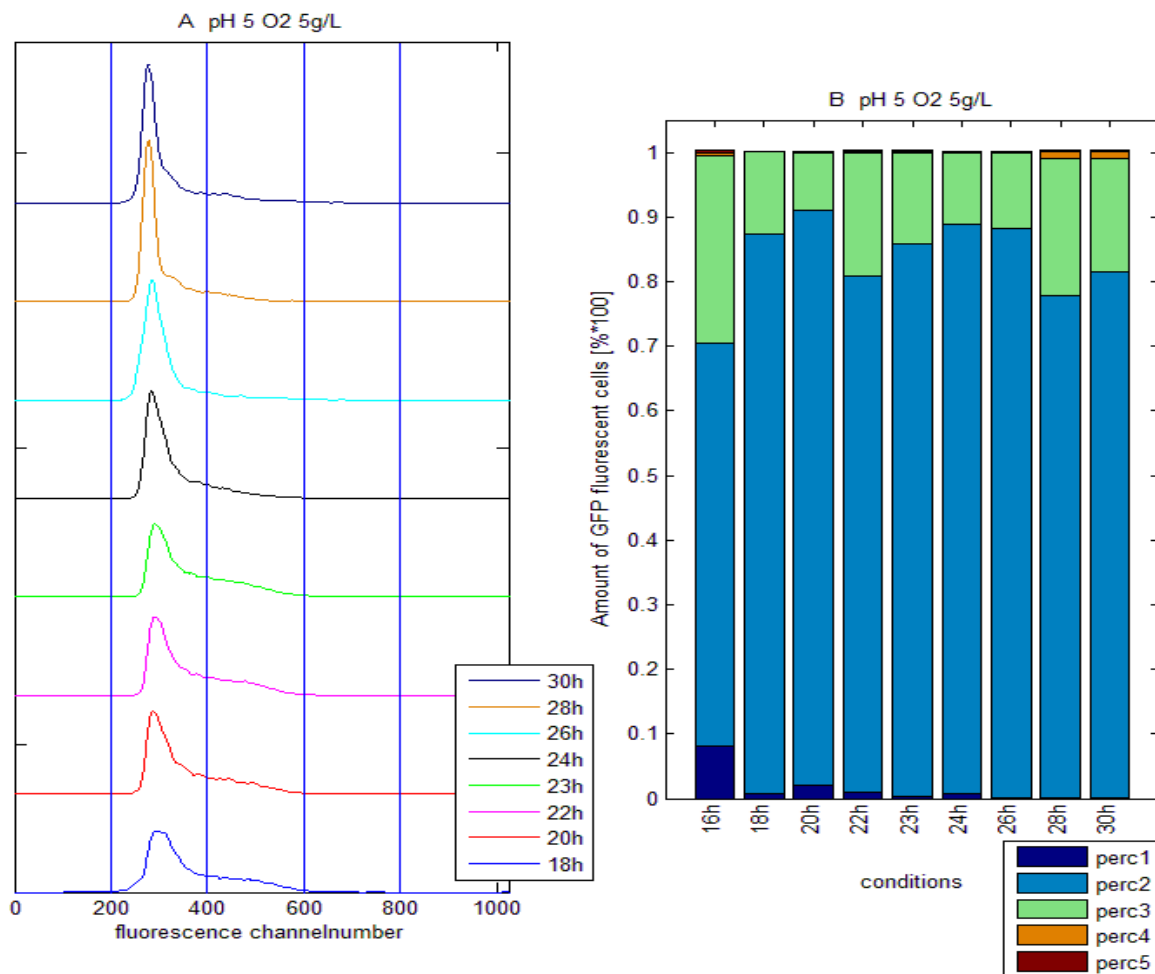 A pH 5 O2 5g/L
30h
28h
26h
24h
23h
22h
20h
18h
0 200 400 600 800 1000
fluorescence channelnumber
B pH 5 O2 5g/L
Amount of GFP fluorescent cells [%*100]
1
0.9
0.8
0.7
0.6
0.5
0.4
0.3
0.2
0.1
0
16h 18h 20h 22h 23h 24h 26h 28h 30h
conditions
perc1
perc2
perc3
perc4
perc5